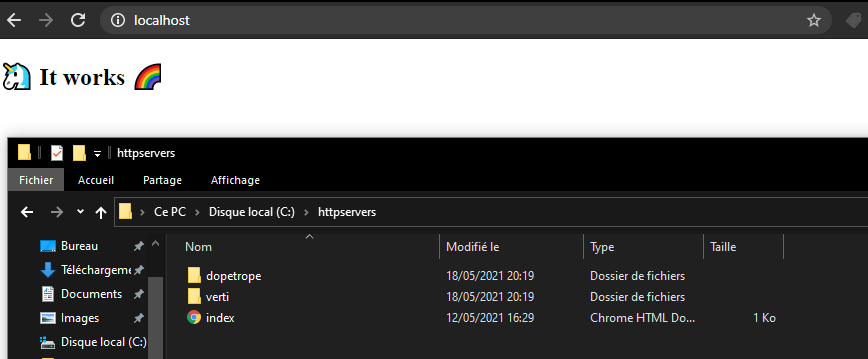 localhost
🦄 It works 🌈
httpservers
Fichier Accueil Partage Affichage
Ce PC Disque local (C:) httpservers
Nom Modifié le Type Taille
Bureau
Téléchargeme
Documents
Images
Disque local (C:)
dopetrope 18/05/2021 20:19 Dossier de fichiers
verti 18/05/2021 20:19 Dossier de fichiers
index 12/05/2021 16:29 Chrome HTML Do... 1 Ko